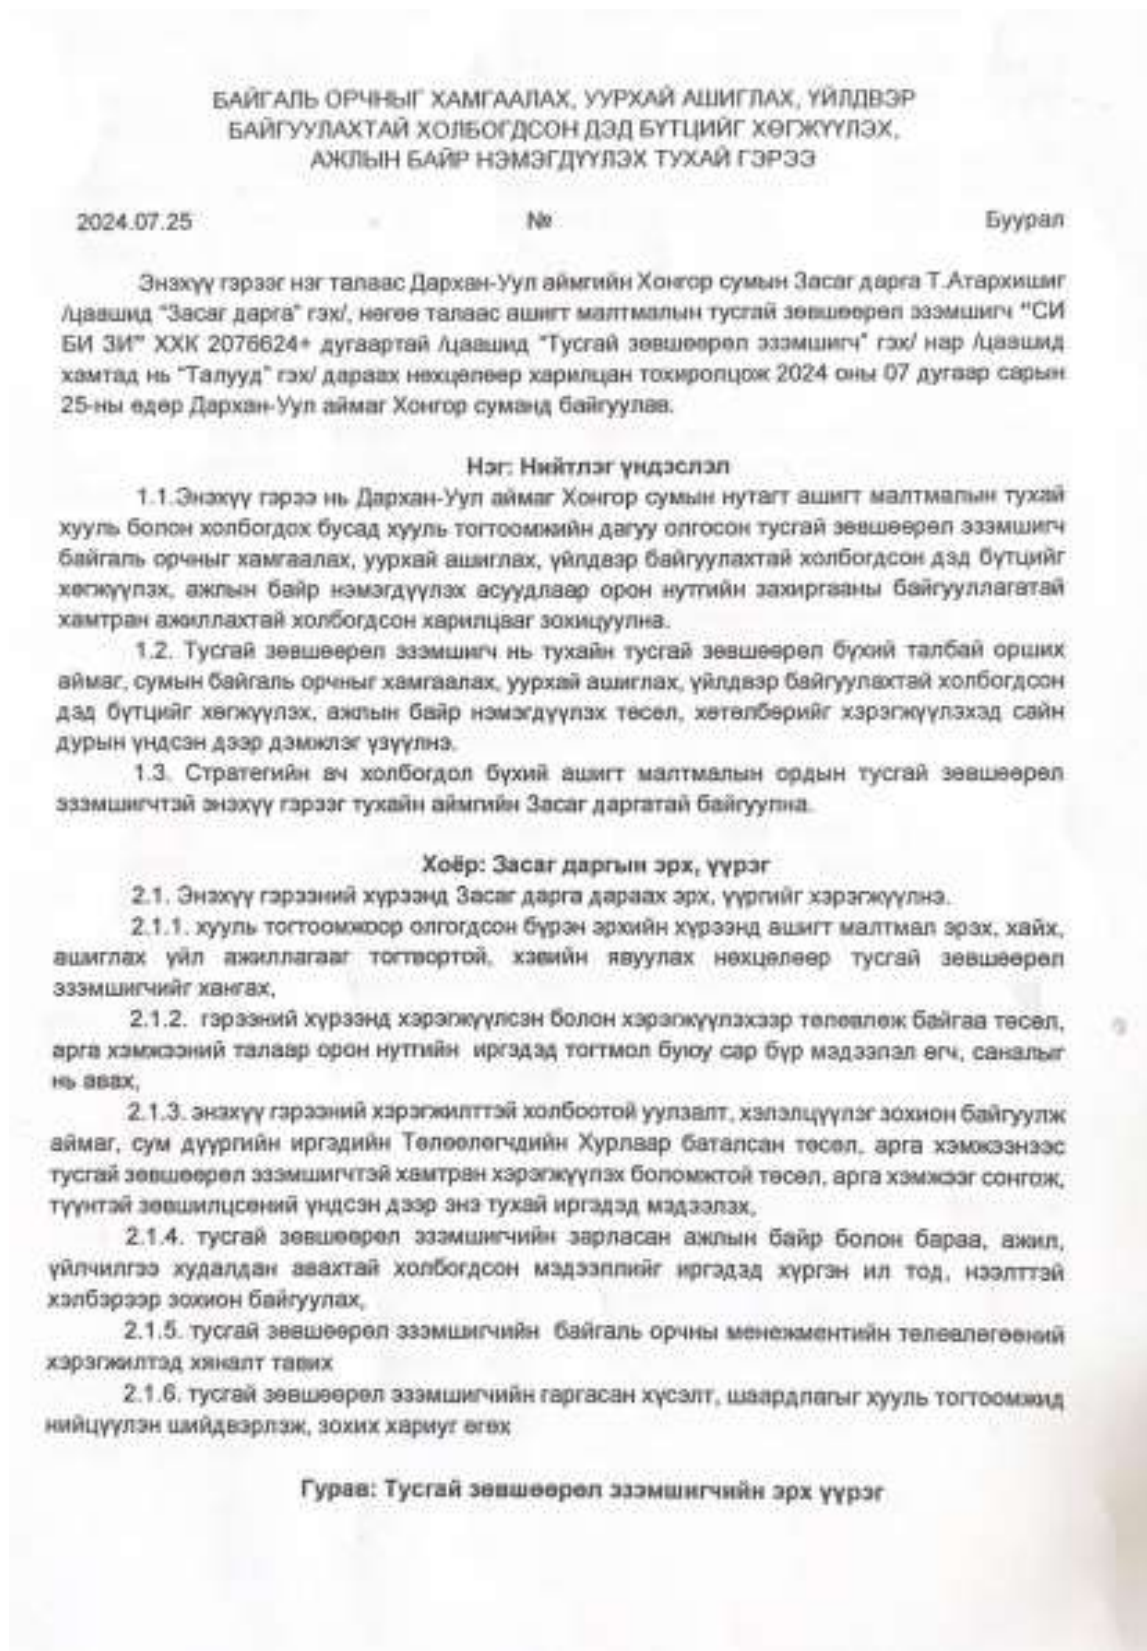 БАЙГАЛЬ ОРЧНЫГ ХАМГААЛАХ, УУРХАЙ АШИГЛАХ, ҮЙЛДВЭР
БАЙГУУЛАХТАЙ ХОЛБОГДСОН ДЭД БҮТЦИЙГ ХӨГЖҮҮЛЭХ,
АЖЛЫН БАЙР НЭМЭГДҮҮЛЭХ ТУХАЙ ГЭРЭЭ
2024.07.25 № Буурал
Энэхүү гэрээг нэг талаас Дархан-Уул аймгийн Хонгор сумын Засаг дарга Т.Атархишиг
/цаашид "Засаг дарга" гэх/, нөгөө талаас ашигт малтмалын тусгай зөвшөөрөл эзэмшигч "'СИ
БИ ЗИ'" ХХК 2076624+ дугаартай /цаашид "Тусгай зөвшөөрөл эзэмшигч" гэх/ нар /цаашид
хамтад нь "Талууд" гэх/ дараах нөхцөлөөр харилцан тохиролцож 2024 оны 07 дугаар сарын
25-ны өдөр Дархан-Уул аймаг Хонгор суманд байгуулав.
Нэг: Нийтлэг үндэслэл
1.1.Энэхүү гэрээ нь Дархан-Уул аймаг Хонгор сумын нутагт ашигт малтмалын тухай
хууль болон холбогдох бусад хууль тогтоомжийн дагуу олгосон тусгай зөвшөөрөл эзэмшигч
байгаль орчныг хамгаалах, уурхай ашиглах, үйлдвэр байгуулахтай холбогдсон дэд бүтцийг
хөгжүүлэх, ажлын байр нэмэгдүүлэх асуудлаар орон нутгийн захиргааны байгууллагатай
хамтран ажиллахтай холбогдсон харилцааг зохицуулна.
1.2. Тусгай зөвшөөрөл эзэмшигч нь тухайн тусгай зөвшөөрөл бүхий талбай орших
аймаг, сумын байгаль орчныг хамгаалах, уурхай ашиглах, үйлдвэр байгуулахтай холбогдсон
дэд бүтцийг хөгжүүлэх, ажлын байр нэмэгдүүлэх төсөл, хөтөлбөрийг хэрэгжүүлэхэд сайн
дурын үндсэн дээр дэмжлэг үзүүлнэ.
1.3. Стратегийн ач холбогдол бүхий ашигт малтмалын ордын тусгай зөвшөөрөл
эзэмшигчтэй энэхүү гэрээг тухайн аймгийн Засаг даргатай байгуулна.
Хоёр: Засаг даргын эрх, үүрэг
2.1. Энэхүү гэрээний хүрээнд Засаг дарга дараах эрх, үүргийг хэрэгжүүлнэ.
2.1.1. хууль тогтоомжоор олгогдсон бүрэн эрхийн хүрээнд ашигт малтмал эрэх, хайх,
ашиглах үйл ажиллагааг тогтвортой, хэвийн явуулах нөхцөлөөр тусгай зөвшөөрөл
эзэмшигчийг хангах,
2.1.2. гэрээний хүрээнд хэрэгжүүлсэн болон хэрэгжүүлэхээр төлөвлөж байгаа төсөл,
арга хэмжээний талаар орон нутгийн иргэдэд тогтмол буюу сар бүр мэдээлэл өгч, саналыг
нь авах,
2.1.3. энэхүү гэрээний хэрэгжилттэй холбоотой уулзалт, хэлэлцүүлэг зохион байгуулж
аймаг, сум дүүргийн иргэдийн Төлөөлөгчдийн Хурлаар баталсан төсөл, арга хэмжээнээс
тусгай зөвшөөрөл эзэмшигчтэй хамтран хэрэгжүүлэх боломжтой төсөл, арга хэмжээг сонгож,
түүнтэй зөвшилцсөний үндсэн дээр энэ тухай иргэдэд мэдээлэх,
2.1.4. тусгай зөвшөөрөл эзэмшигчийн зарласан ажлын байр болон бараа, ажил,
үйлчилгээ худалдан авахтай холбогдсон мэдээллийг иргэдэд хүргэн ил тод, нээлттэй
хэлбэрээр зохион байгуулах,
2.1.5. тусгай зөвшөөрөл эзэмшигчийн байгаль орчны менежментийн төлөвлөгөөний
хэрэгжилтэд хяналт тавих
2.1.6. тусгай зөвшөөрөл эзэмшигчийн гаргасан хүсэлт, шаардлагыг хууль тогтоомжид
нийцүүлэн шийдвэрлэж, зохих хариуг өгөх
Гурав: Тусгай зөвшөөрөл эзэмшигчийн эрх үүрэг